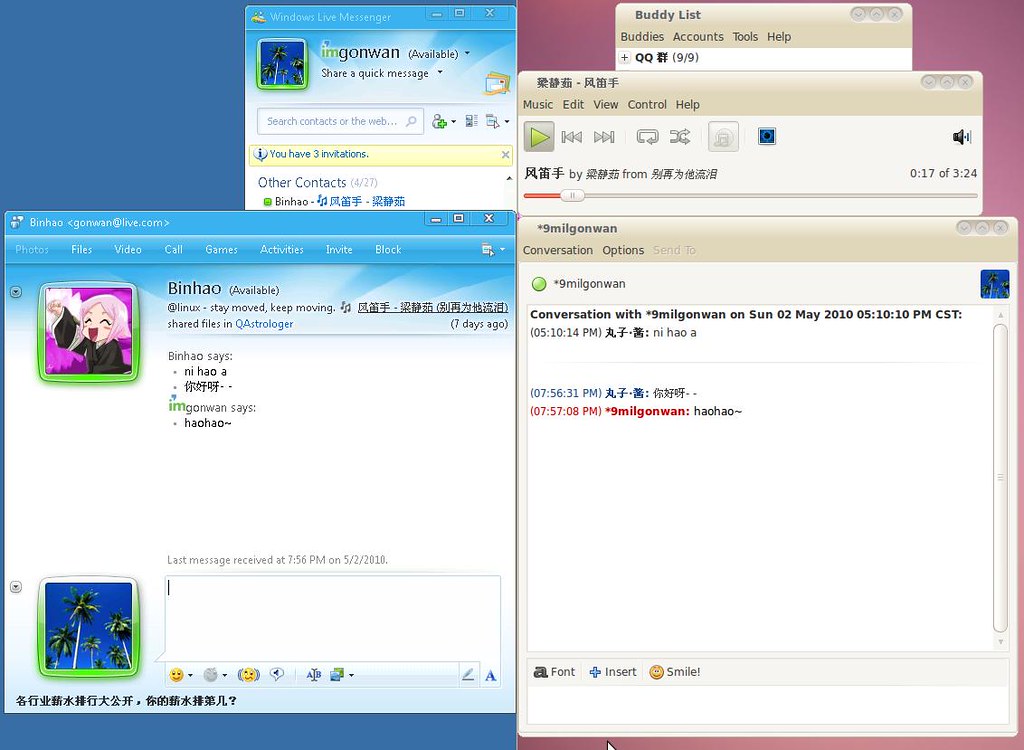 Windows Live Messenger
imgonwan (Available)
Share a quick message
Search contacts or the web...
You have 3 invitations.
Other Contacts (4/27)
Binhao - 风笛手 - 梁静茹
Binhao <gonwan@live.com>
Photos Files Video Call Games Activities Invite Block
Binhao (Available)
@linux - stay moved, keep moving. 风笛手 - 梁静茹 (别再为他流泪)
shared files in QAstrologer (7 days ago)
Binhao says:
ni hao a
你好呀- -
imgonwan says:
haohao~
Last message received at 7:56 PM on 5/2/2010.
各行业薪水排行大公开，你的薪水排第几？
Buddy List
Buddies Accounts Tools Help
QQ 群 (9/9)
梁静茹 - 风笛手
Music Edit View Control Help
风笛手 by 梁静茹 from 别再为他流泪 0:17 of 3:24
*9milgonwan
Conversation Options Send To
*9milgonwan
Conversation with *9milgonwan on Sun 02 May 2010 05:10:10 PM CST:
(05:10:14 PM) 丸子·酱: ni hao a
(07:56:31 PM) 丸子·酱: 你好呀- -
(07:57:08 PM) *9milgonwan: haohao~
Font Insert Smile!